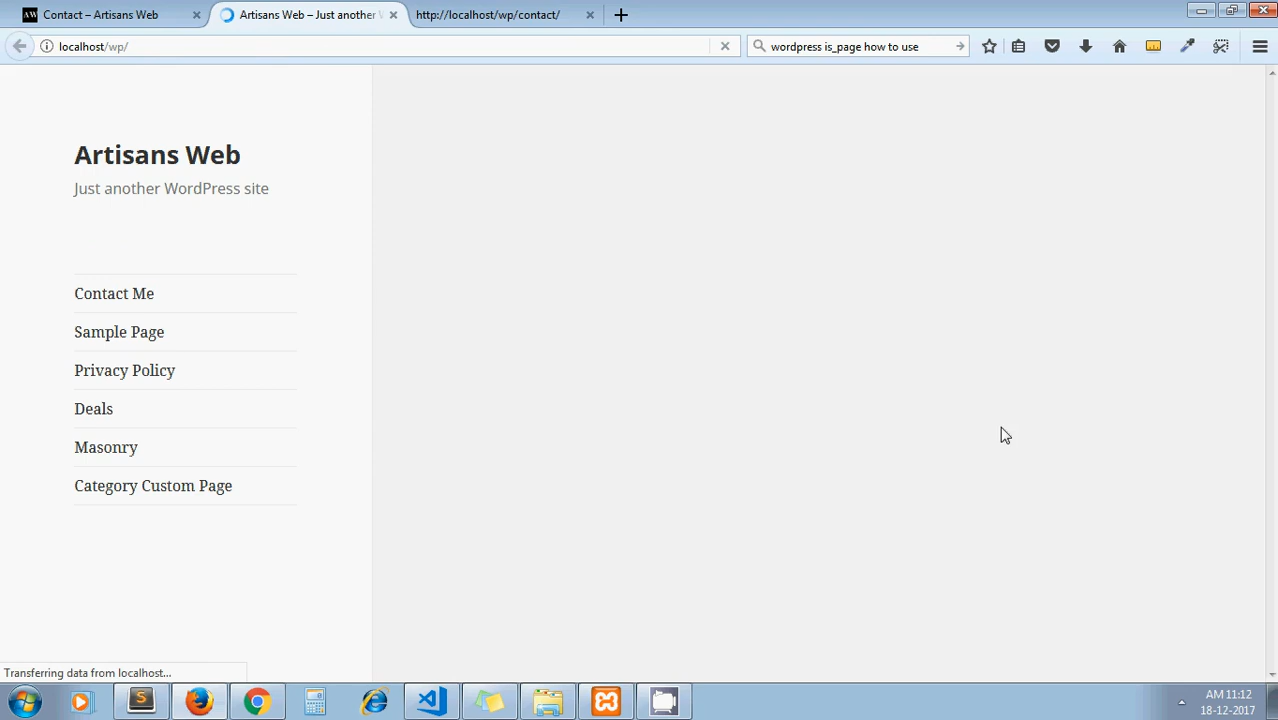 Contact – Artisans Web
Artisans Web – Just another W
http://localhost/wp/contact/
localhost/wp/
wordpress is_page how to use
Artisans Web
Just another WordPress site
Contact Me
Sample Page
Privacy Policy
Deals
Masonry
Category Custom Page
Transferring data from localhost...
AM 11:12
18-12-2017